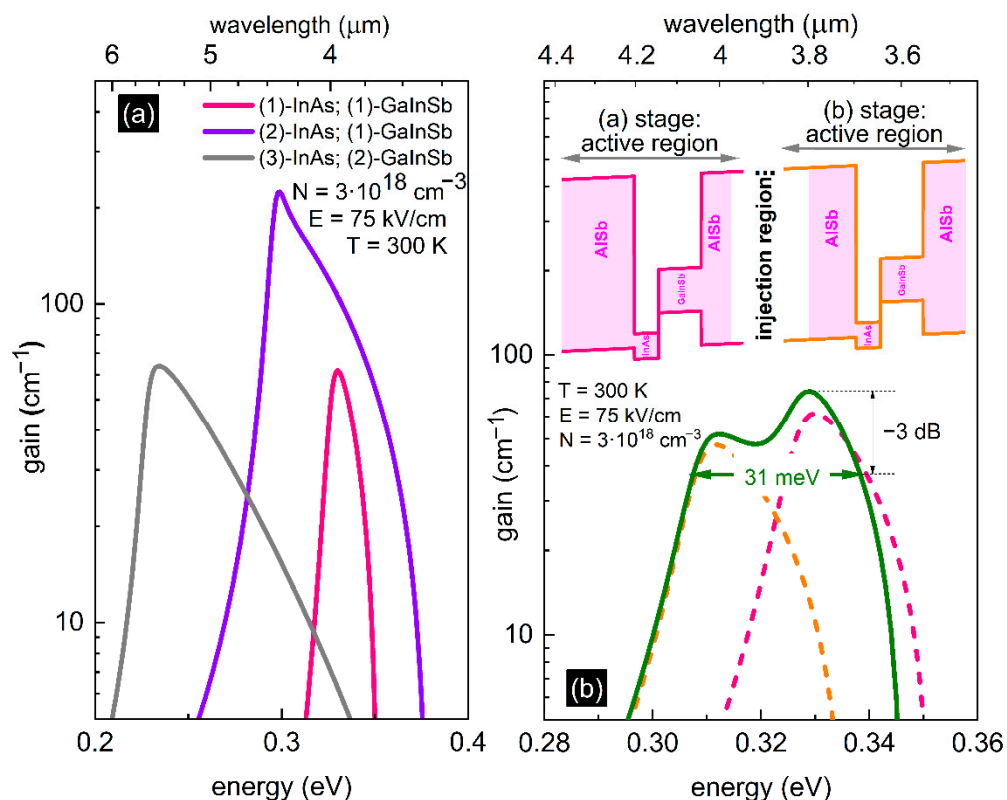 wavelength (μm)
6 5 4
(a)
(1)-InAs; (1)-GaInSb
(2)-InAs; (1)-GaInSb
(3)-InAs; (2)-GaInSb
N = 3·10¹⁸ cm⁻³
E = 75 kV/cm
T = 300 K
gain (cm⁻¹)
100
10
0.2 0.3 0.4
energy (eV)
wavelength (μm)
4.4 4.2 4 3.8 3.6
(a) stage:
active region
(b) stage:
active region
AlSb
InAs
GaInSb
AlSb
injection region:
AlSb
InAs
GaInSb
AlSb
T = 300 K
E = 75 kV/cm
N = 3·10¹⁸ cm⁻³
−3 dB
31 meV
gain (cm⁻¹)
100
10
(b)
0.28 0.30 0.32 0.34 0.36
energy (eV)